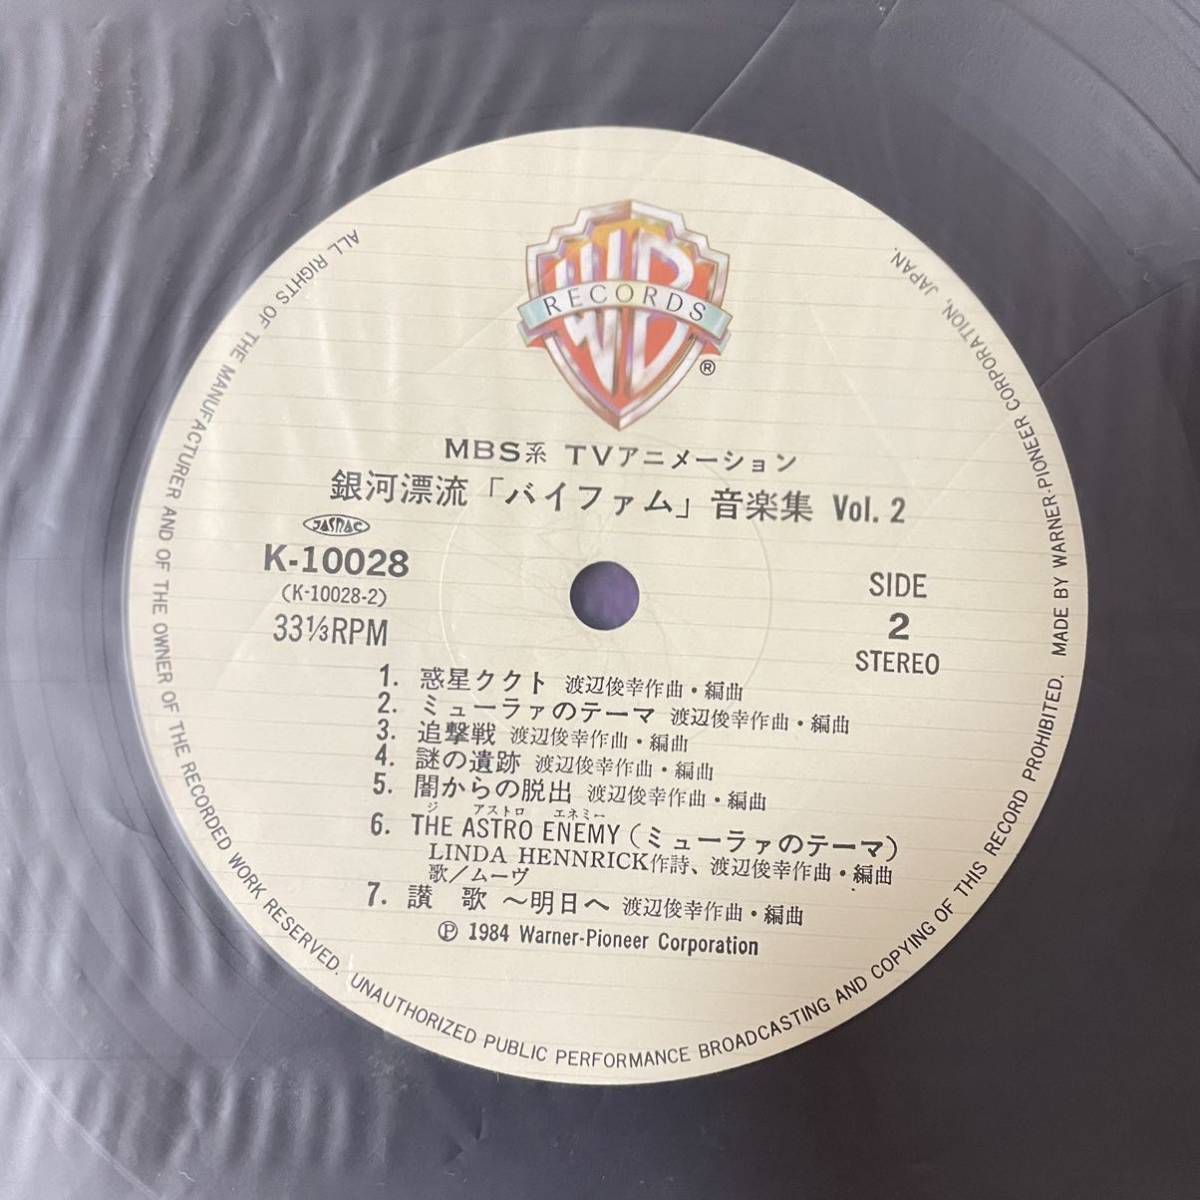 WB
RECORDS
®
MBS系 TVアニメーション
銀河漂流「バイファム」音楽集 Vol. 2
JASRAC
K-10028
(K-10028-2)
33⅓RPM
SIDE
2
STEREO
1. 惑星ククト 渡辺俊幸作曲・編曲
2. ミューラァのテーマ 渡辺俊幸作曲・編曲
3. 追撃戦 渡辺俊幸作曲・編曲
4. 謎の遺跡 渡辺俊幸作曲・編曲
5. 闇からの脱出 渡辺俊幸作曲・編曲
ジ アストロ エネミー
6. THE ASTRO ENEMY (ミューラァのテーマ)
LINDA HENNRICK作詩、渡辺俊幸作曲・編曲
歌/ムーヴ
7. 讃 歌 〜明日へ 渡辺俊幸作曲・編曲
Ⓟ 1984 Warner-Pioneer Corporation
ALL RIGHTS OF THE MANUFACTURER AND OF THE OWNER OF THE RECORDED WORK RESERVED. UNAUTHORIZED PUBLIC PERFORMANCE BROADCASTING AND COPYING OF THIS RECORD PROHIBITED. MADE BY WARNER-PIONEER CORPORATION, JAPAN.